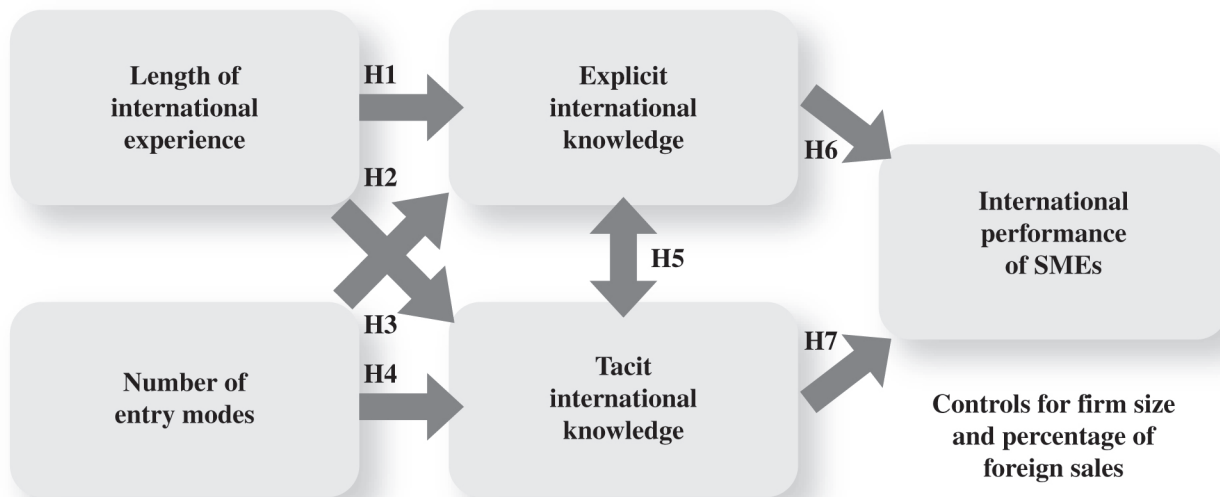 Length of
international
experience
H1
Explicit
international
knowledge
H2
H6
International
performance
of SMEs
H5
H3
Number of
entry modes
H4
Tacit
international
knowledge
H7
Controls for firm size
and percentage of
foreign sales